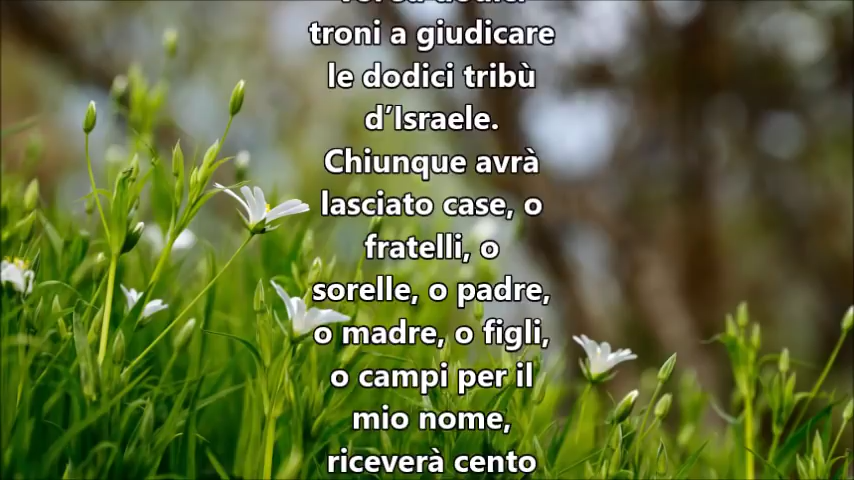 troni a giudicare
le dodici tribù
d’Israele.
Chiunque avrà
lasciato case, o
fratelli, o
sorelle, o padre,
o madre, o figli,
o campi per il
mio nome,
riceverà cento